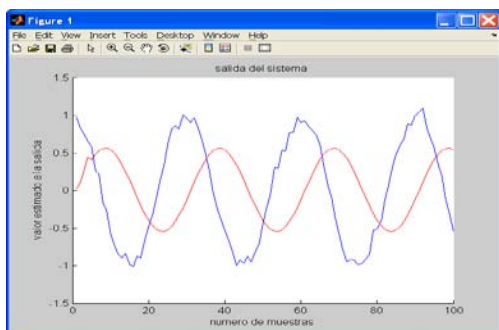 Figure 1
File Edit View Insert Tools Desktop Window Help
salida del sistema
1.5
1
0.5
0
-0.5
-1
-1.5
valor estimado a la salida
0 20 40 60 80 100
numero de muestras